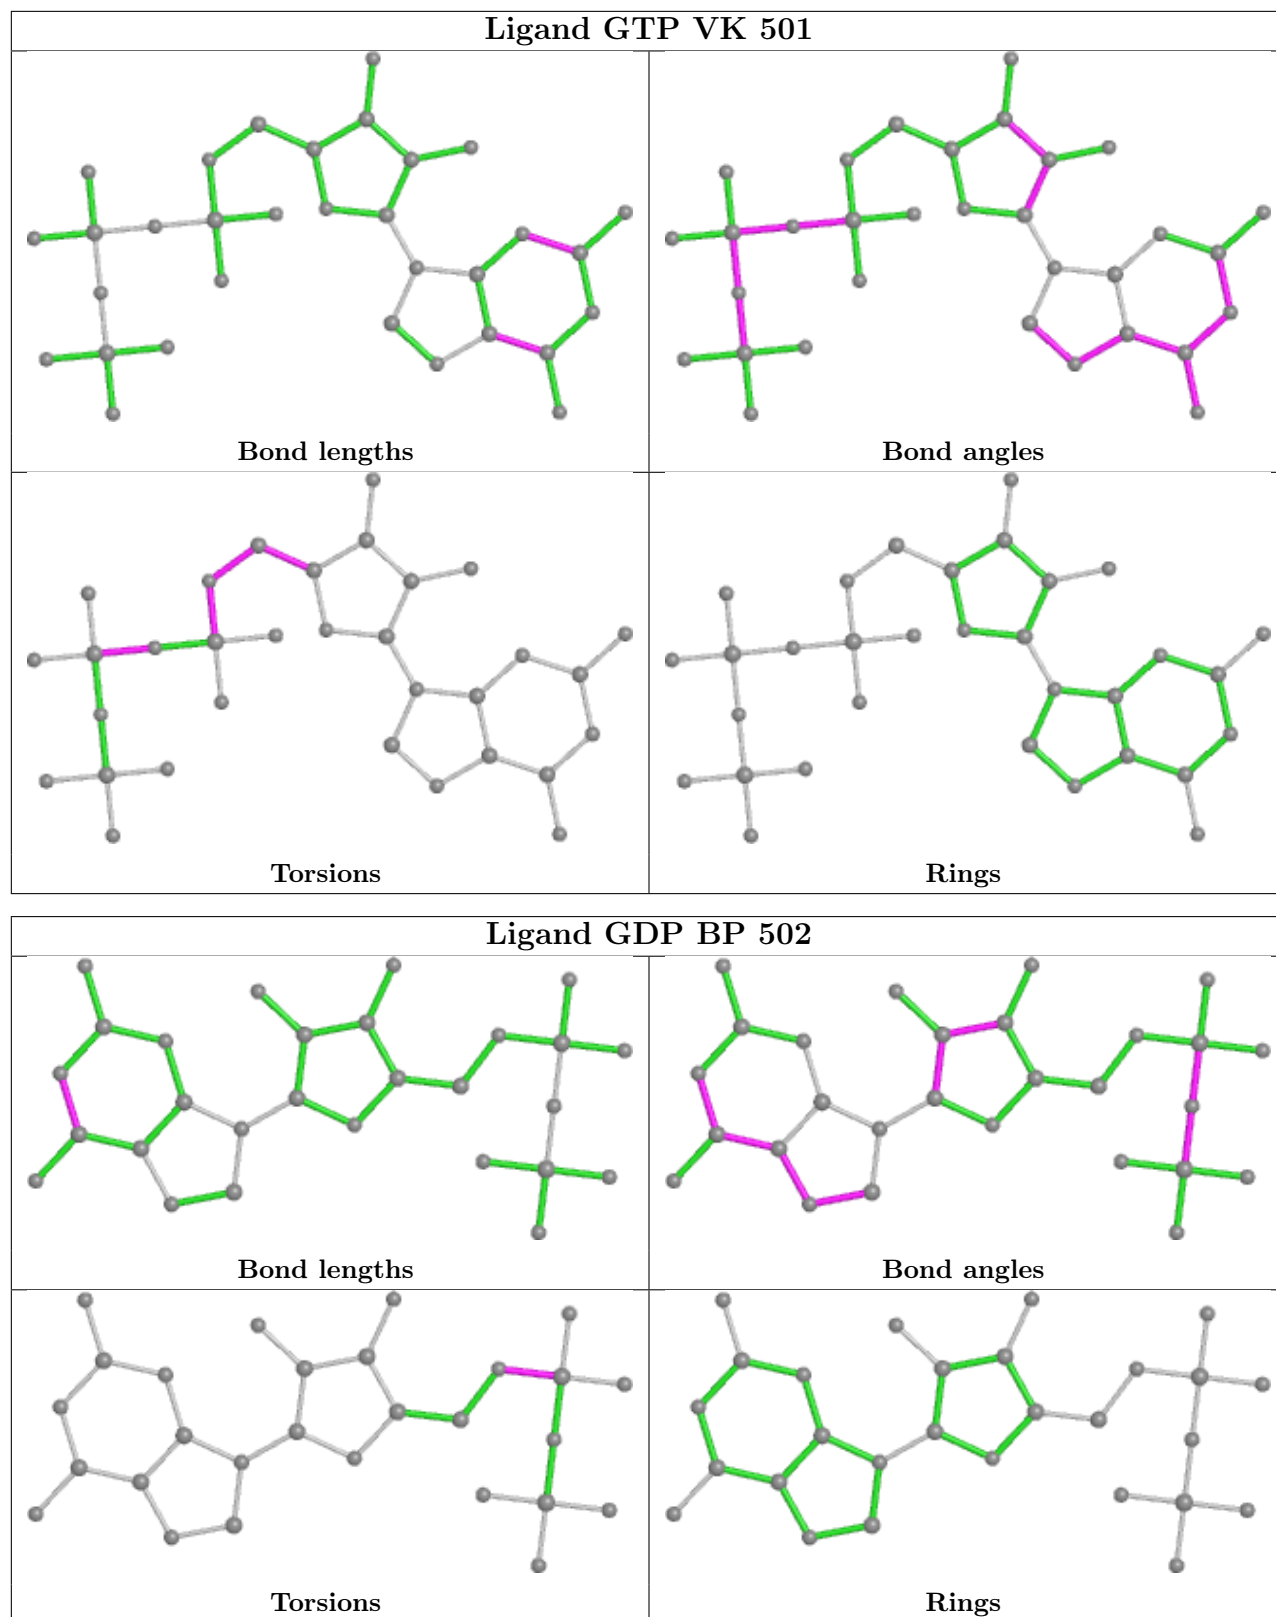 Ligand GTP VK 501
Bond lengths
Bond angles
Torsions
Rings
Ligand GDP BP 502
Bond lengths
Bond angles
Torsions
Rings